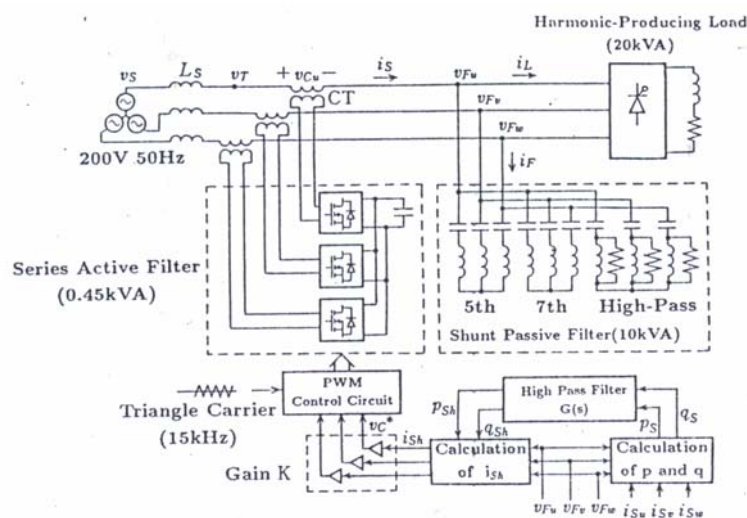 Harmonic-Producing Load
(20kVA)
vS
LS
vT
+ vCu −
iS
iL
CT
vFu
vFv
vFw
iF
200V 50Hz
Series Active Filter
(0.45kVA)
5th 7th High-Pass
Shunt Passive Filter(10kVA)
Triangle Carrier
(15kHz)
PWM
Control Circuit
vC*
Gain K
iSh
pSh
qSh
High Pass Filter
G(s)
pS
qS
Calculation
of iSh
Calculation
of p and q
vFu vFv vFw
iSu iSv iSw